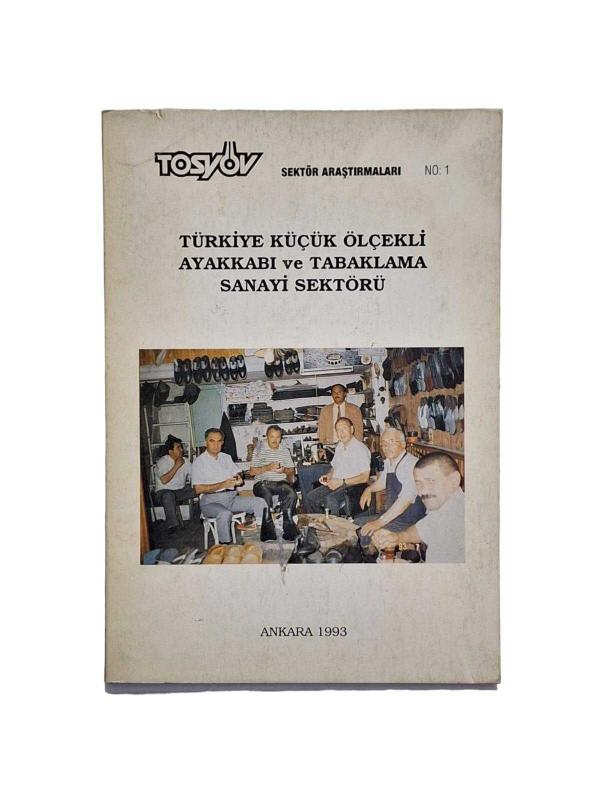 TOSYÖV
SEKTÖR ARAŞTIRMALARI NO: 1
TÜRKİYE KÜÇÜK ÖLÇEKLİ
AYAKKABI ve TABAKLAMA
SANAYİ SEKTÖRÜ
ANKARA 1993